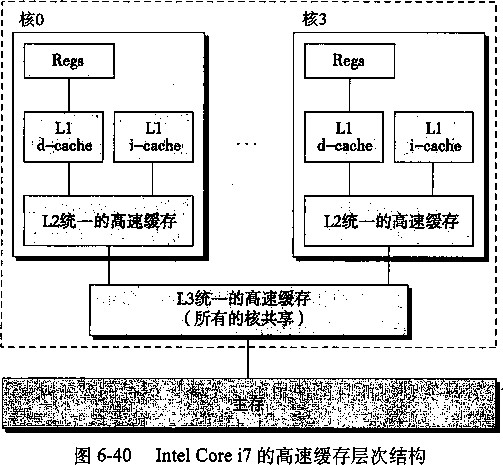 核0
核3
Regs
Regs
L1
d-cache
L1
i-cache
...
L1
d-cache
L1
i-cache
L2统一的高速缓存
L2统一的高速缓存
L3统一的高速缓存
（所有的核共享）
主存
图 6-40 Intel Core i7 的高速缓存层次结构